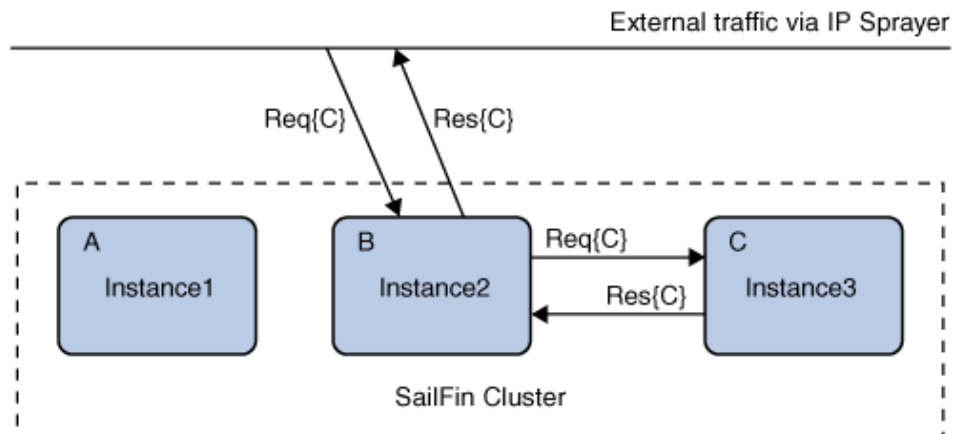 External traffic via IP Sprayer
Req{C}
Res{C}
A
Instance1
B
Instance2
Req{C}
Res{C}
C
Instance3
SailFin Cluster